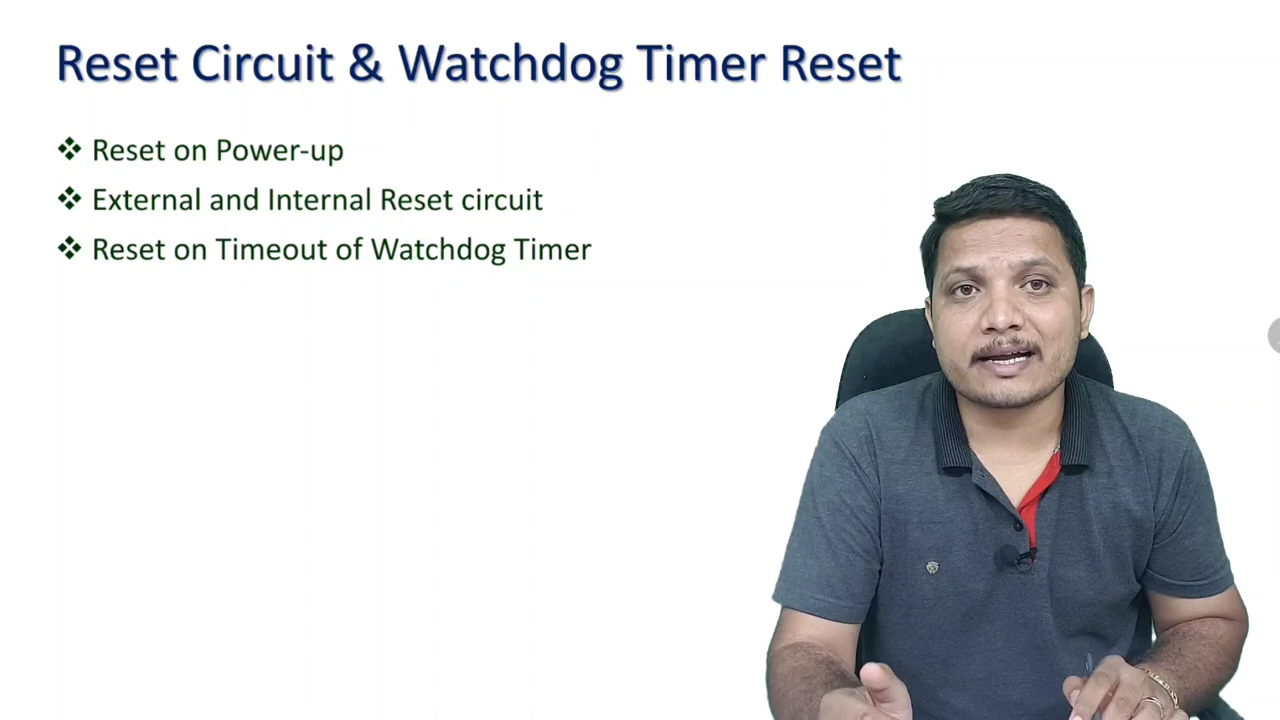 Reset Circuit & Watchdog Timer Reset
❖ Reset on Power-up
❖ External and Internal Reset circuit
❖ Reset on Timeout of Watchdog Timer